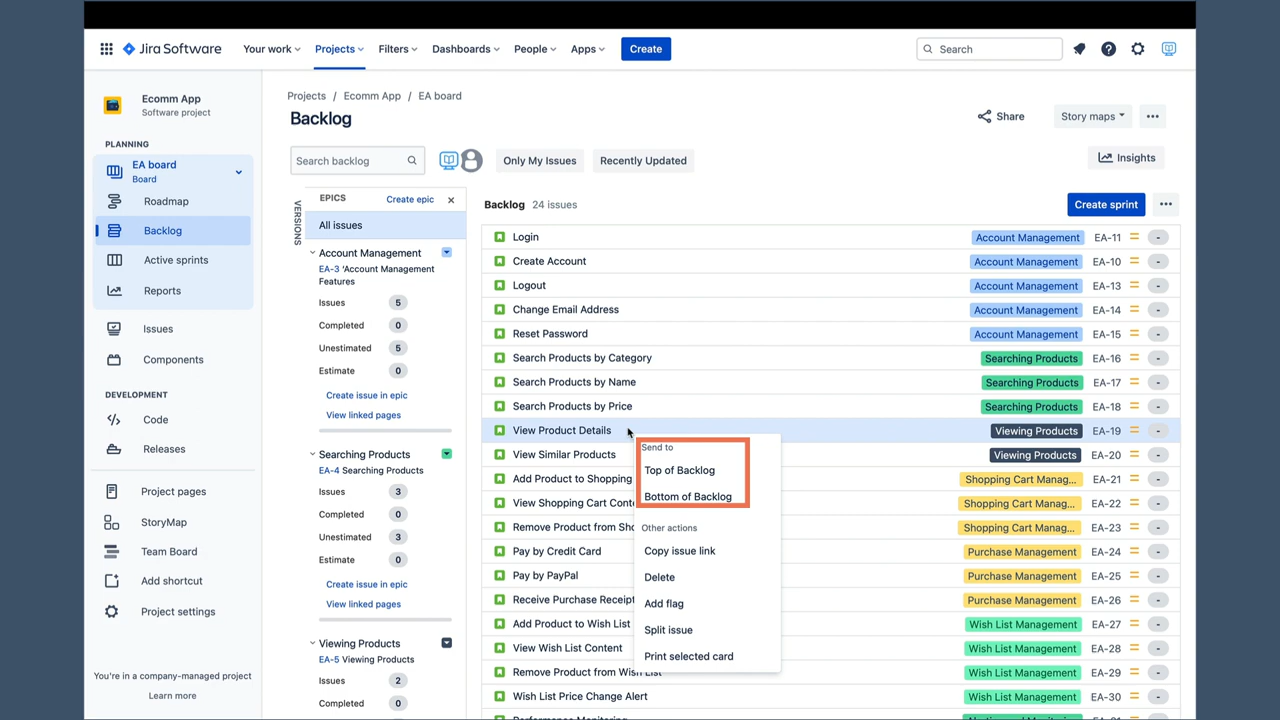 Jira Software
Your work
Projects
Filters
Dashboards
People
Apps
Create
Search
Ecomm App
Software project
PLANNING
EA board
Board
Roadmap
Backlog
Active sprints
Reports
Issues
Components
DEVELOPMENT
Code
Releases
Project pages
StoryMap
Team Board
Add shortcut
Project settings
You're in a company-managed project
Learn more
Projects / Ecomm App / EA board
Backlog
Share
Story maps
Search backlog
Only My Issues
Recently Updated
Insights
VERSIONS
EPICS
Create epic
All issues
Account Management
EA-3 'Account Management Features
Issues 5
Completed 0
Unestimated 5
Estimate 0
Create issue in epic
View linked pages
Searching Products
EA-4 Searching Products
Issues 3
Completed 0
Unestimated 3
Estimate 0
Create issue in epic
View linked pages
Viewing Products
EA-5 Viewing Products
Issues 2
Completed 0
Backlog 24 issues
Create sprint
Login Account Management EA-11 -
Create Account Account Management EA-10 -
Logout Account Management EA-13 -
Change Email Address Account Management EA-14 -
Reset Password Account Management EA-15 -
Search Products by Category Searching Products EA-16 -
Search Products by Name Searching Products EA-17 -
Search Products by Price Searching Products EA-18 -
View Product Details Viewing Products EA-19 -
View Similar Products Viewing Products EA-20 -
Add Product to Shopping Shopping Cart Manag... EA-21 -
View Shopping Cart Shopping Cart Manag... EA-22 -
Remove Product from Shopping Cart Manag... EA-23 -
Pay by Credit Card Purchase Management EA-24 -
Pay by PayPal Purchase Management EA-25 -
Receive Purchase Receipt Purchase Management EA-26 -
Add Product to Wish List Wish List Management EA-27 -
View Wish List Content Wish List Management EA-28 -
Remove Product from Wish List Wish List Management EA-29 -
Wish List Price Change Alert Wish List Management EA-30 -
Send to
Top of Backlog
Bottom of Backlog
Other actions
Copy issue link
Delete
Add flag
Split issue
Print selected card